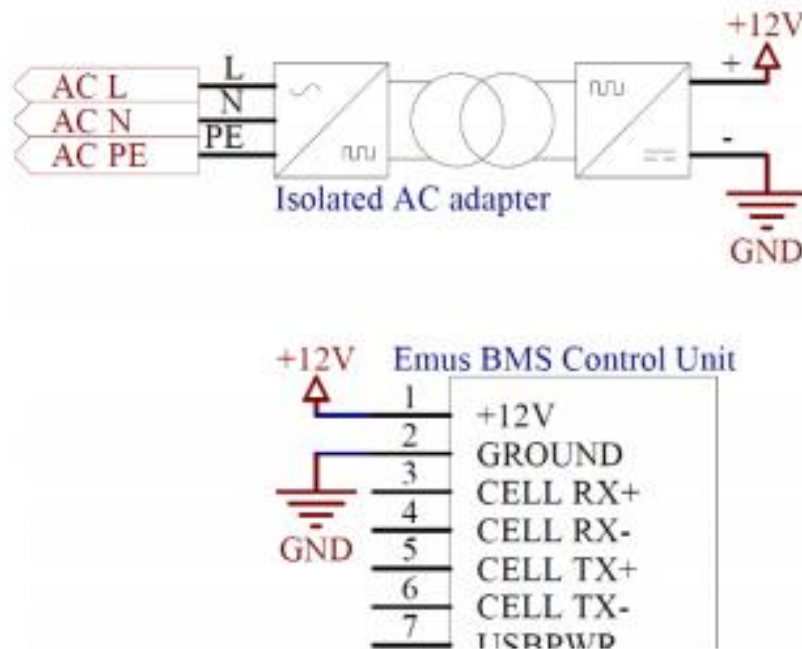 +12V
L
AC L
N
AC N
PE
AC PE
+
-
Isolated AC adapter
GND
+12V
Emus BMS Control Unit
1
+12V
2
GROUND
3
CELL RX+
GND
4
CELL RX-
5
CELL TX+
6
CELL TX-
7
USBPWR